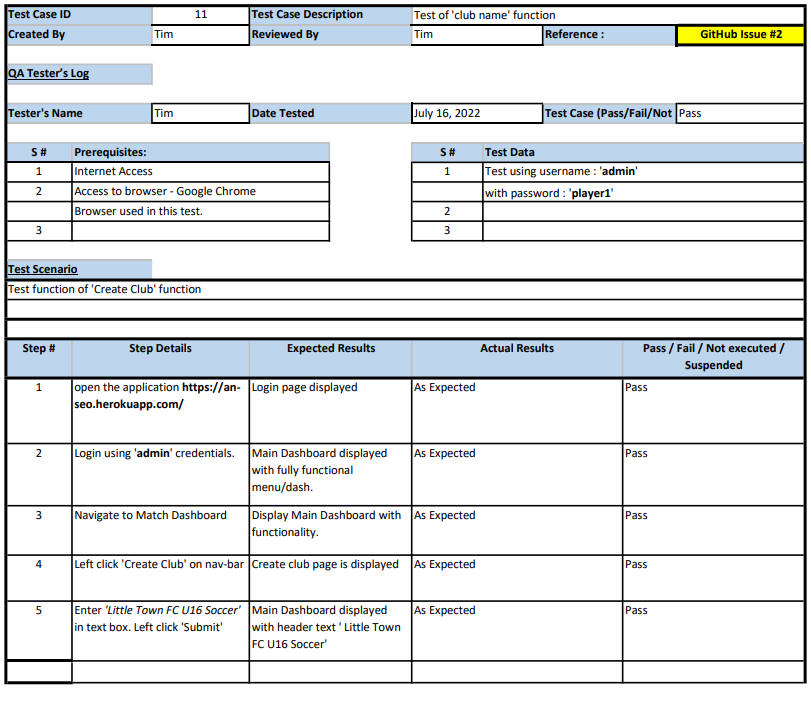 Test Case ID 11 Test Case Description Test of 'club name' function
Created By Tim Reviewed By Tim Reference : GitHub Issue #2
QA Tester's Log
Tester's Name Tim Date Tested July 16, 2022 Test Case (Pass/Fail/Not Pass
S # Prerequisites:
1 Internet Access
2 Access to browser - Google Chrome
Browser used in this test.
3
S # Test Data
1 Test using username : 'admin'
with password : 'player1'
2
3
Test Scenario
Test function of 'Create Club' function
Step # Step Details Expected Results Actual Results Pass / Fail / Not executed /
Suspended
1 open the application https://an- Login page displayed As Expected Pass
seo.herokuapp.com/
2 Login using 'admin' credentials. Main Dashboard displayed As Expected Pass
with fully functional
menu/dash.
3 Navigate to Match Dashboard Display Main Dashboard with As Expected Pass
functionality.
4 Left click 'Create Club' on nav-bar Create club page is displayed As Expected Pass
5 Enter 'Little Town FC U16 Soccer' Main Dashboard displayed As Expected Pass
in text box. Left click 'Submit' with header text ' Little Town
FC U16 Soccer'